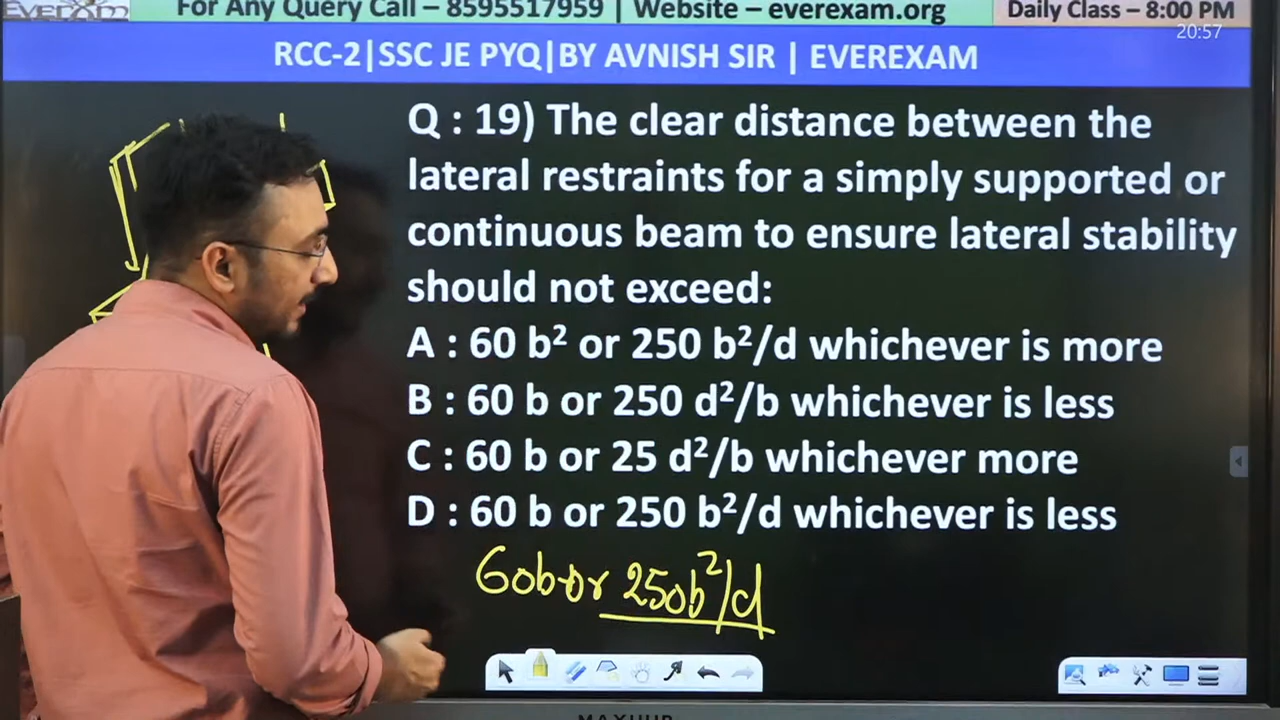 For Any Query Call – 8595517959 | Website – everexam.org
Daily Class – 8:00 PM
20:57
RCC-2|SSC JE PYQ|BY AVNISH SIR | EVEREXAM
Q : 19) The clear distance between the
lateral restraints for a simply supported or
continuous beam to ensure lateral stability
should not exceed:
A : 60 b² or 250 b²/d whichever is more
B : 60 b or 250 d²/b whichever is less
C : 60 b or 25 d²/b whichever more
D : 60 b or 250 b²/d whichever is less
60b or 250b²/d